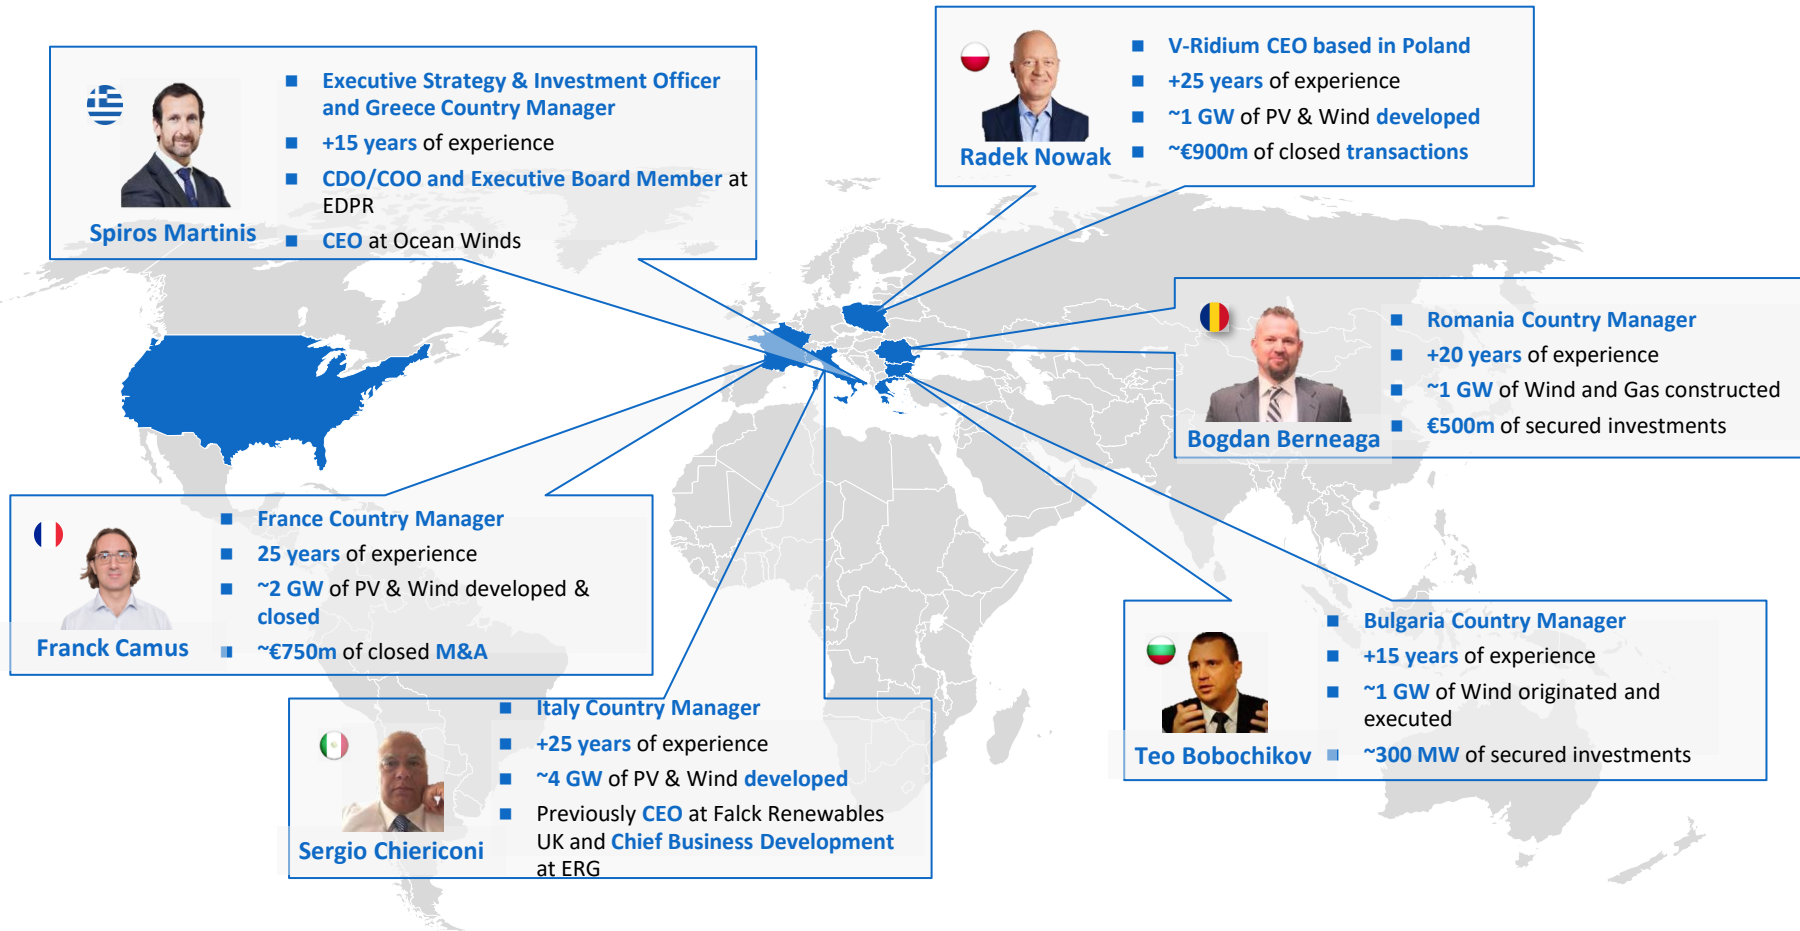 Executive Strategy & Investment Officer
and Greece Country Manager
+15 years of experience
CDO/COO and Executive Board Member at
EDPR
CEO at Ocean Winds
Spiros Martinis
V-Ridium CEO based in Poland
+25 years of experience
~1 GW of PV & Wind developed
~€900m of closed transactions
Radek Nowak
Romania Country Manager
+20 years of experience
~1 GW of Wind and Gas constructed
€500m of secured investments
Bogdan Berneaga
France Country Manager
25 years of experience
~2 GW of PV & Wind developed &
closed
~€750m of closed M&A
Franck Camus
Bulgaria Country Manager
+15 years of experience
~1 GW of Wind originated and
executed
~300 MW of secured investments
Teo Bobochikov
Italy Country Manager
+25 years of experience
~4 GW of PV & Wind developed
Previously CEO at Falck Renewables
UK and Chief Business Development
at ERG
Sergio Chiericoni